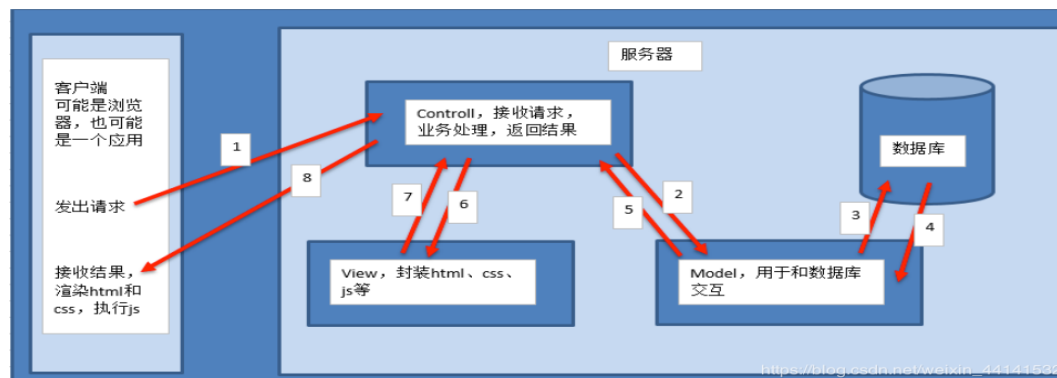 服务器
客户端
可能是浏览
器，也可能
是一个应用
发出请求
接收结果，
渲染html和
css，执行js
Controll，接收请求，
业务处理，返回结果
数据库
View，封装html、css、
js等
Model，用于和数据库
交互
1
8
7
6
5
2
3
4
https://blog.csdn.net/weixin_44141532